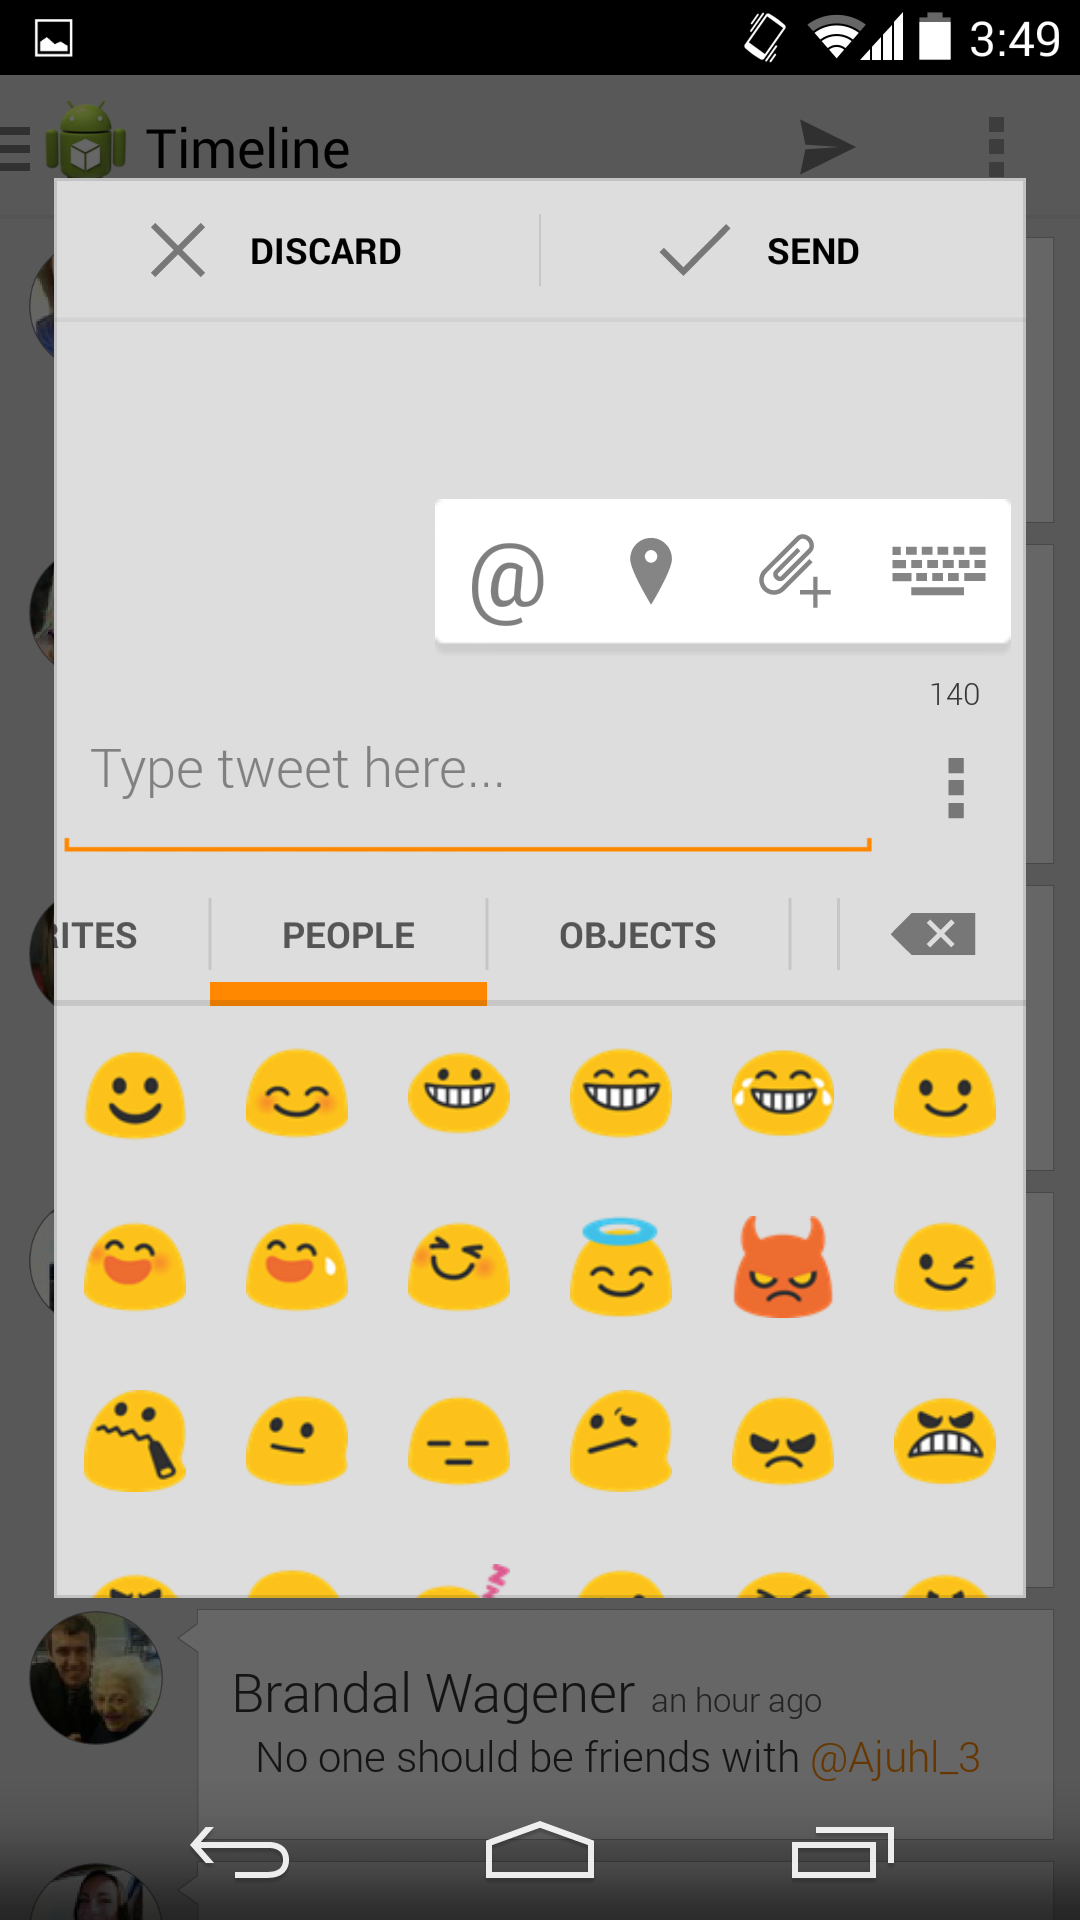 3:49
Timeline
DISCARD
SEND
@
140
Type tweet here...
RITES
PEOPLE
OBJECTS
Brandal Wagener an hour ago
No one should be friends with @Ajuhl_3